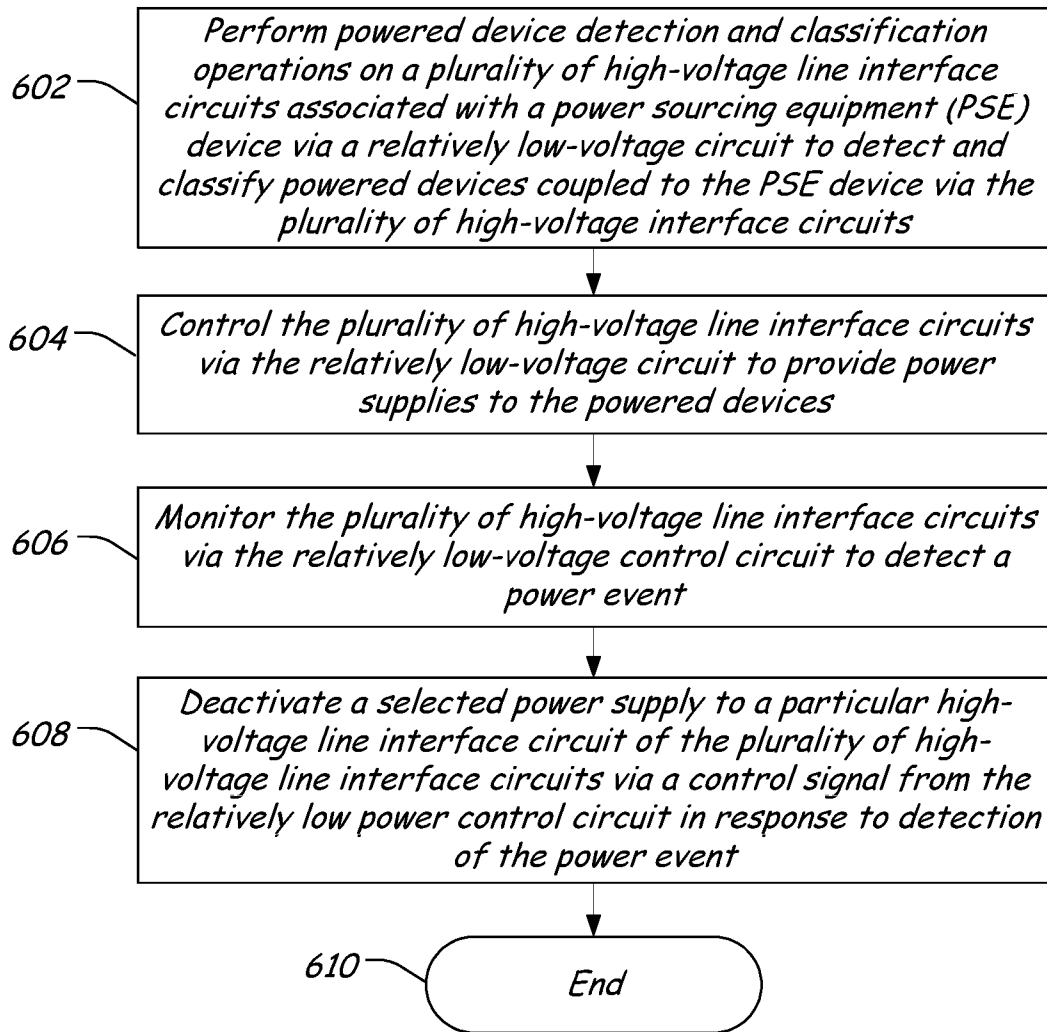 602
Perform powered device detection and classification
operations on a plurality of high-voltage line interface
circuits associated with a power sourcing equipment (PSE)
device via a relatively low-voltage circuit to detect and
classify powered devices coupled to the PSE device via the
plurality of high-voltage interface circuits
604
Control the plurality of high-voltage line interface circuits
via the relatively low-voltage circuit to provide power
supplies to the powered devices
606
Monitor the plurality of high-voltage line interface circuits
via the relatively low-voltage control circuit to detect a
power event
608
Deactivate a selected power supply to a particular high-
voltage line interface circuit of the plurality of high-
voltage line interface circuits via a control signal from the
relatively low power control circuit in response to detection
of the power event
610
End